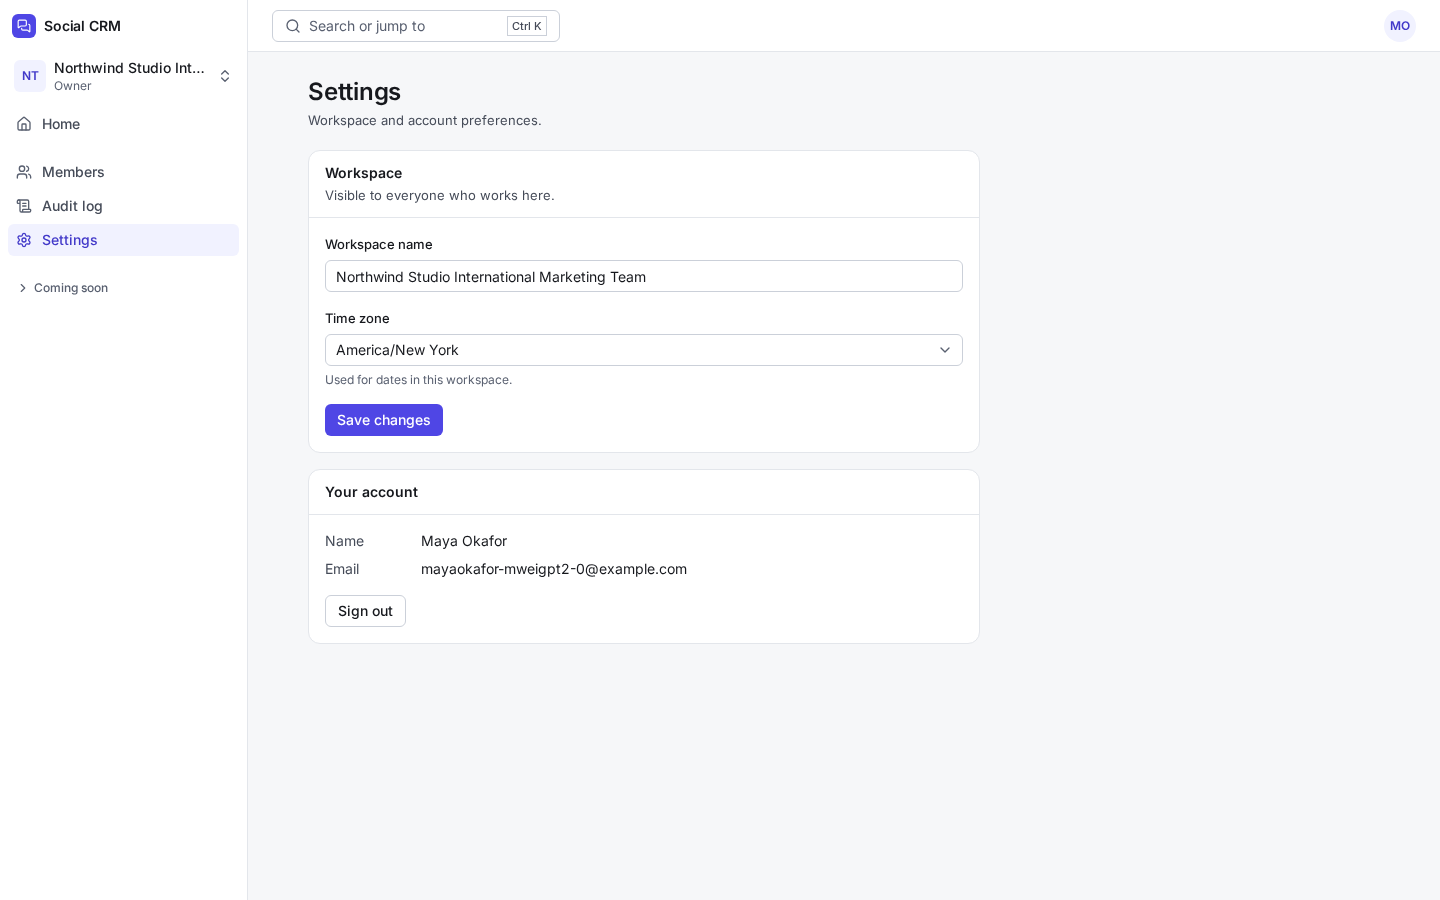 Social CRM
Search or jump to
Ctrl K
MO
NT
Northwind Studio Int...
Owner
Home
Members
Audit log
Settings
Coming soon
Settings
Workspace and account preferences.
Workspace
Visible to everyone who works here.
Workspace name
Northwind Studio International Marketing Team
Time zone
America/New York
Used for dates in this workspace.
Save changes
Your account
Name Maya Okafor
Email mayaokafor-mweigpt2-0@example.com
Sign out